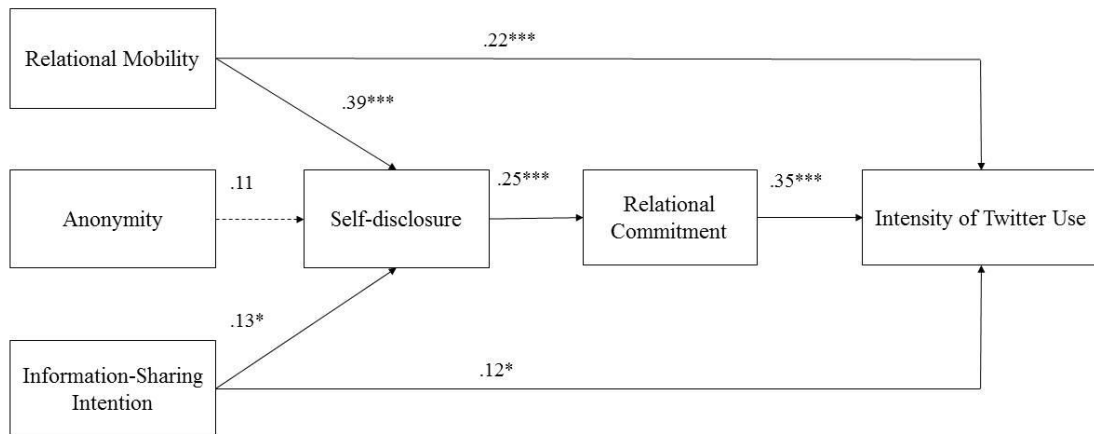 .22***
Relational Mobility
.39***
.11
.25***
.35***
Anonymity
Self-disclosure
Relational
Commitment
Intensity of Twitter Use
.13*
Information-Sharing
Intention
.12*